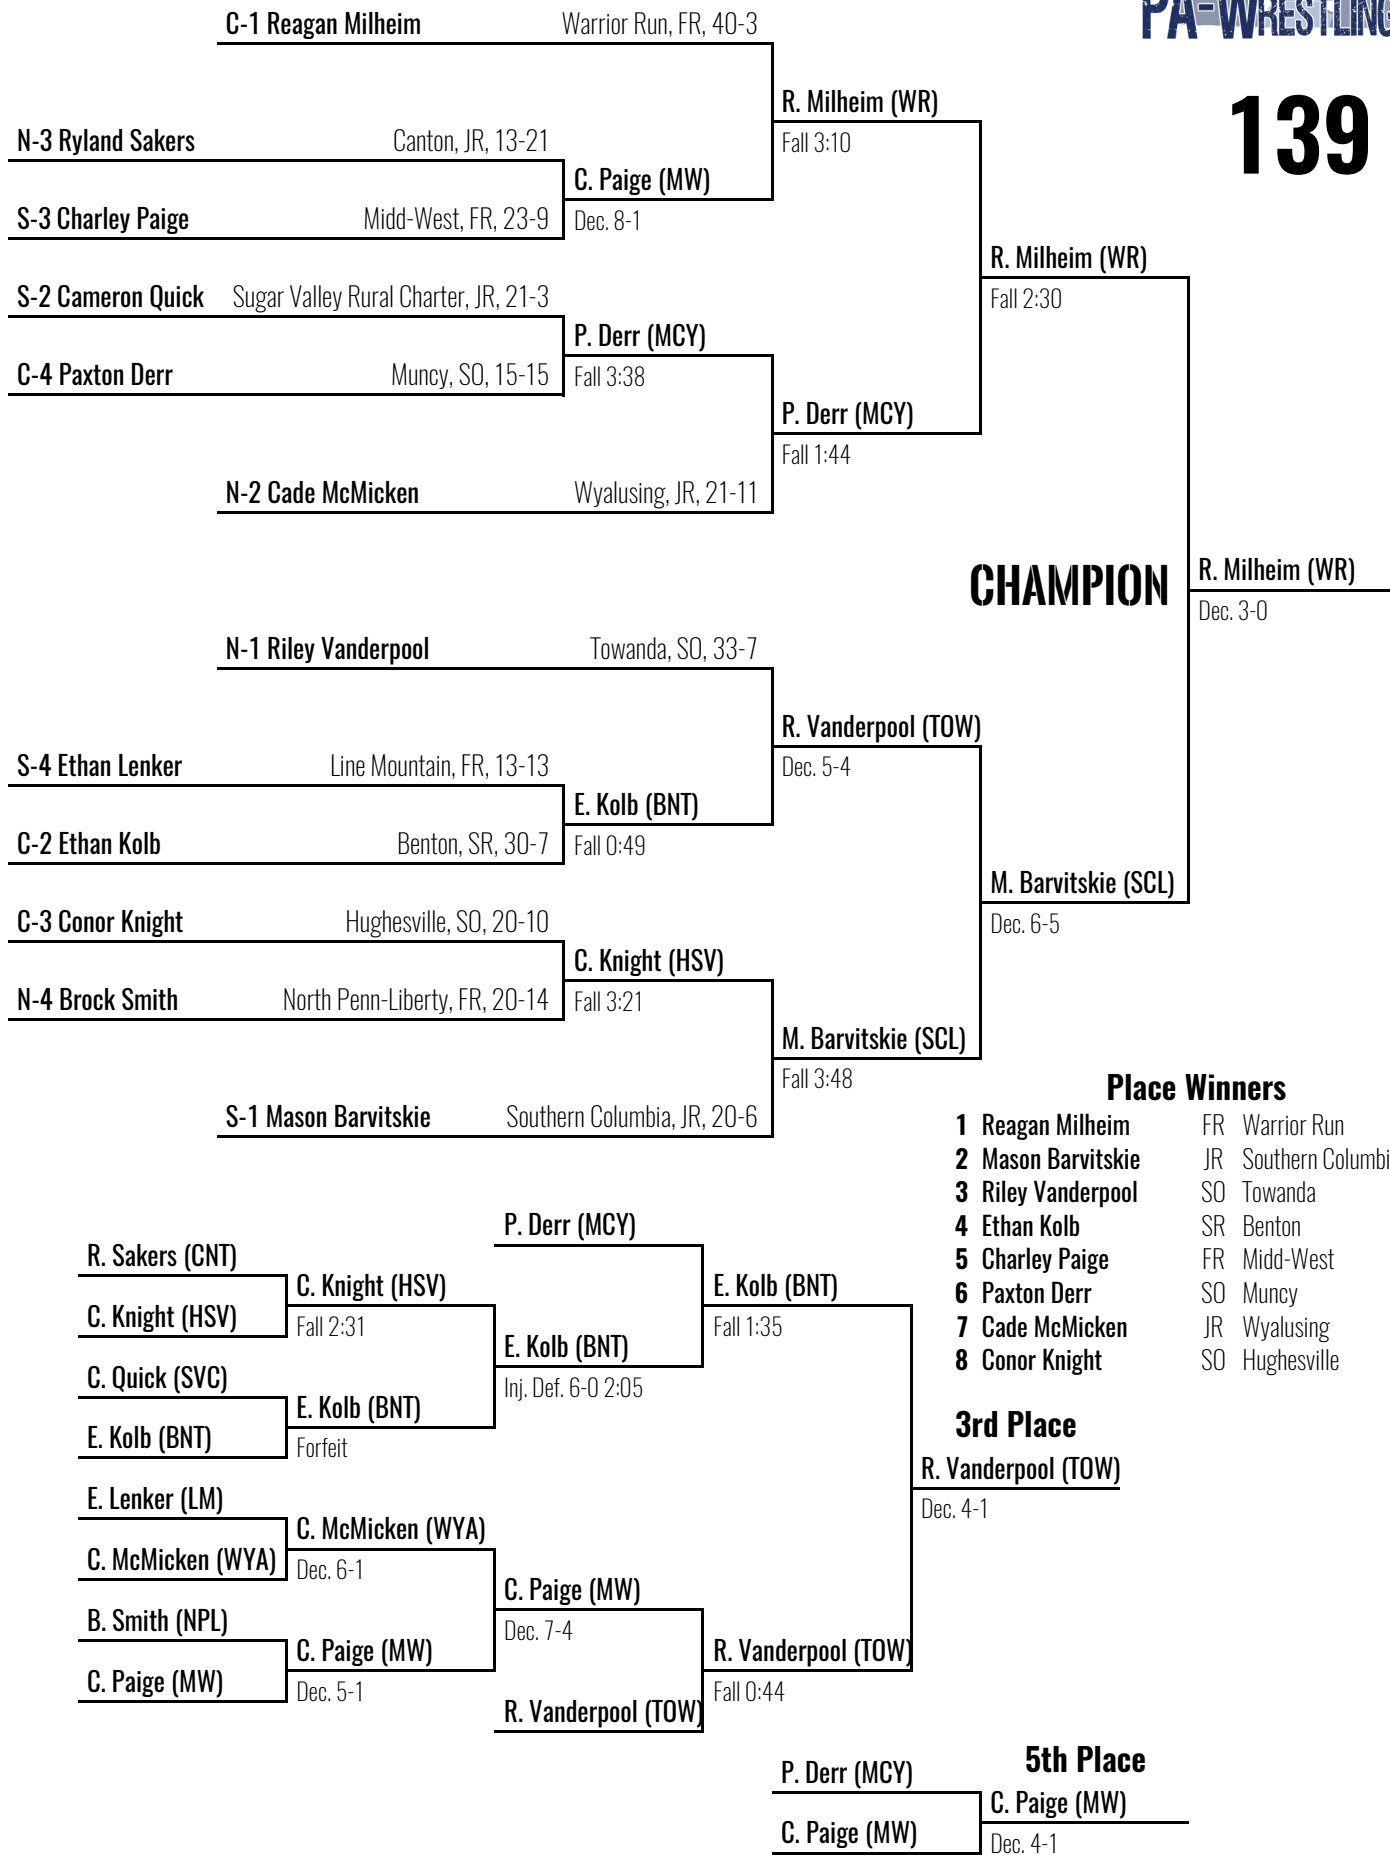 PA-WRESTLING
139
C-1 Reagan Milheim Warrior Run, FR, 40-3
R. Milheim (WR)
Fall 3:10
N-3 Ryland Sakers Canton, JR, 13-21
C. Paige (MW)
Dec. 8-1
S-3 Charley Paige Midd-West, FR, 23-9
R. Milheim (WR)
Fall 2:30
S-2 Cameron Quick Sugar Valley Rural Charter, JR, 21-3
P. Derr (MCY)
Fall 3:38
C-4 Paxton Derr Muncy, SO, 15-15
P. Derr (MCY)
Fall 1:44
N-2 Cade McMicken Wyalusing, JR, 21-11
CHAMPION
R. Milheim (WR)
Dec. 3-0
N-1 Riley Vanderpool Towanda, SO, 33-7
R. Vanderpool (TOW)
Dec. 5-4
S-4 Ethan Lenker Line Mountain, FR, 13-13
E. Kolb (BNT)
Fall 0:49
C-2 Ethan Kolb Benton, SR, 30-7
M. Barvitskie (SCL)
Dec. 6-5
C-3 Conor Knight Hughesville, SO, 20-10
C. Knight (HSV)
Fall 3:21
N-4 Brock Smith North Penn-Liberty, FR, 20-14
M. Barvitskie (SCL)
Fall 3:48
S-1 Mason Barvitskie Southern Columbia, JR, 20-6
Place Winners
1 Reagan Milheim FR Warrior Run
2 Mason Barvitskie JR Southern Columbi
3 Riley Vanderpool SO Towanda
4 Ethan Kolb SR Benton
5 Charley Paige FR Midd-West
6 Paxton Derr SO Muncy
7 Cade McMicken JR Wyalusing
8 Conor Knight SO Hughesville
P. Derr (MCY)
R. Sakers (CNT)
C. Knight (HSV)
Fall 2:31
C. Knight (HSV)
E. Kolb (BNT)
Fall 1:35
E. Kolb (BNT)
Inj. Def. 6-0 2:05
C. Quick (SVC)
E. Kolb (BNT)
Forfeit
E. Kolb (BNT)
3rd Place
R. Vanderpool (TOW)
Dec. 4-1
E. Lenker (LM)
C. McMicken (WYA)
Dec. 6-1
C. McMicken (WYA)
C. Paige (MW)
Dec. 7-4
B. Smith (NPL)
C. Paige (MW)
Dec. 5-1
C. Paige (MW)
R. Vanderpool (TOW)
Fall 0:44
R. Vanderpool (TOW)
5th Place
P. Derr (MCY)
C. Paige (MW)
Dec. 4-1
C. Paige (MW)